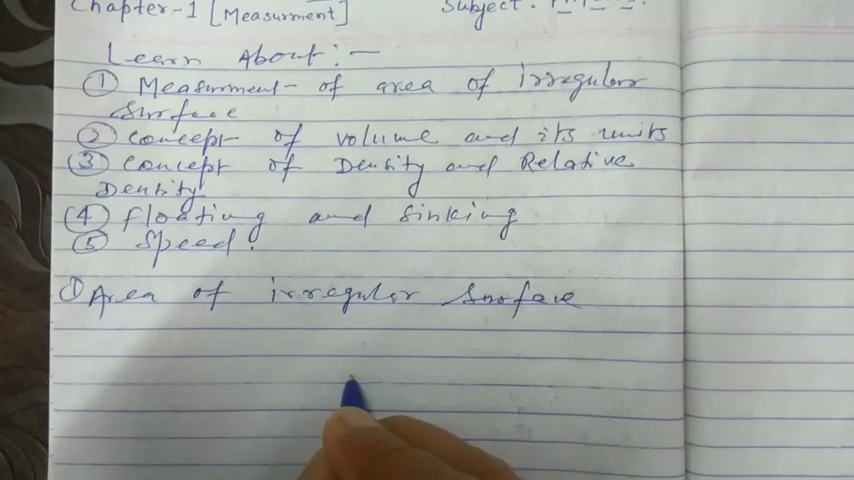 Chapter-1 [Measurment]
Subject:
Learn About:-
① Measurment of area of irregular
Surface
② Concept of volume and its units
③ Concept of Density and Relative
Density
④ Floating and sinking
⑤ Speed.
① Area of irregular Surface